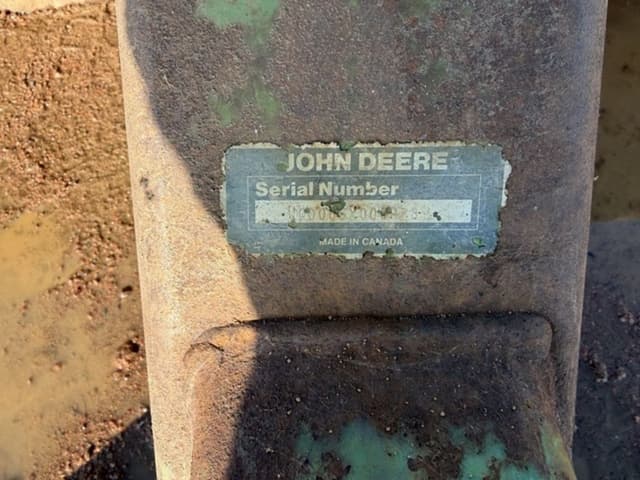 JOHN DEERE
Serial Number
MADE IN CANADA